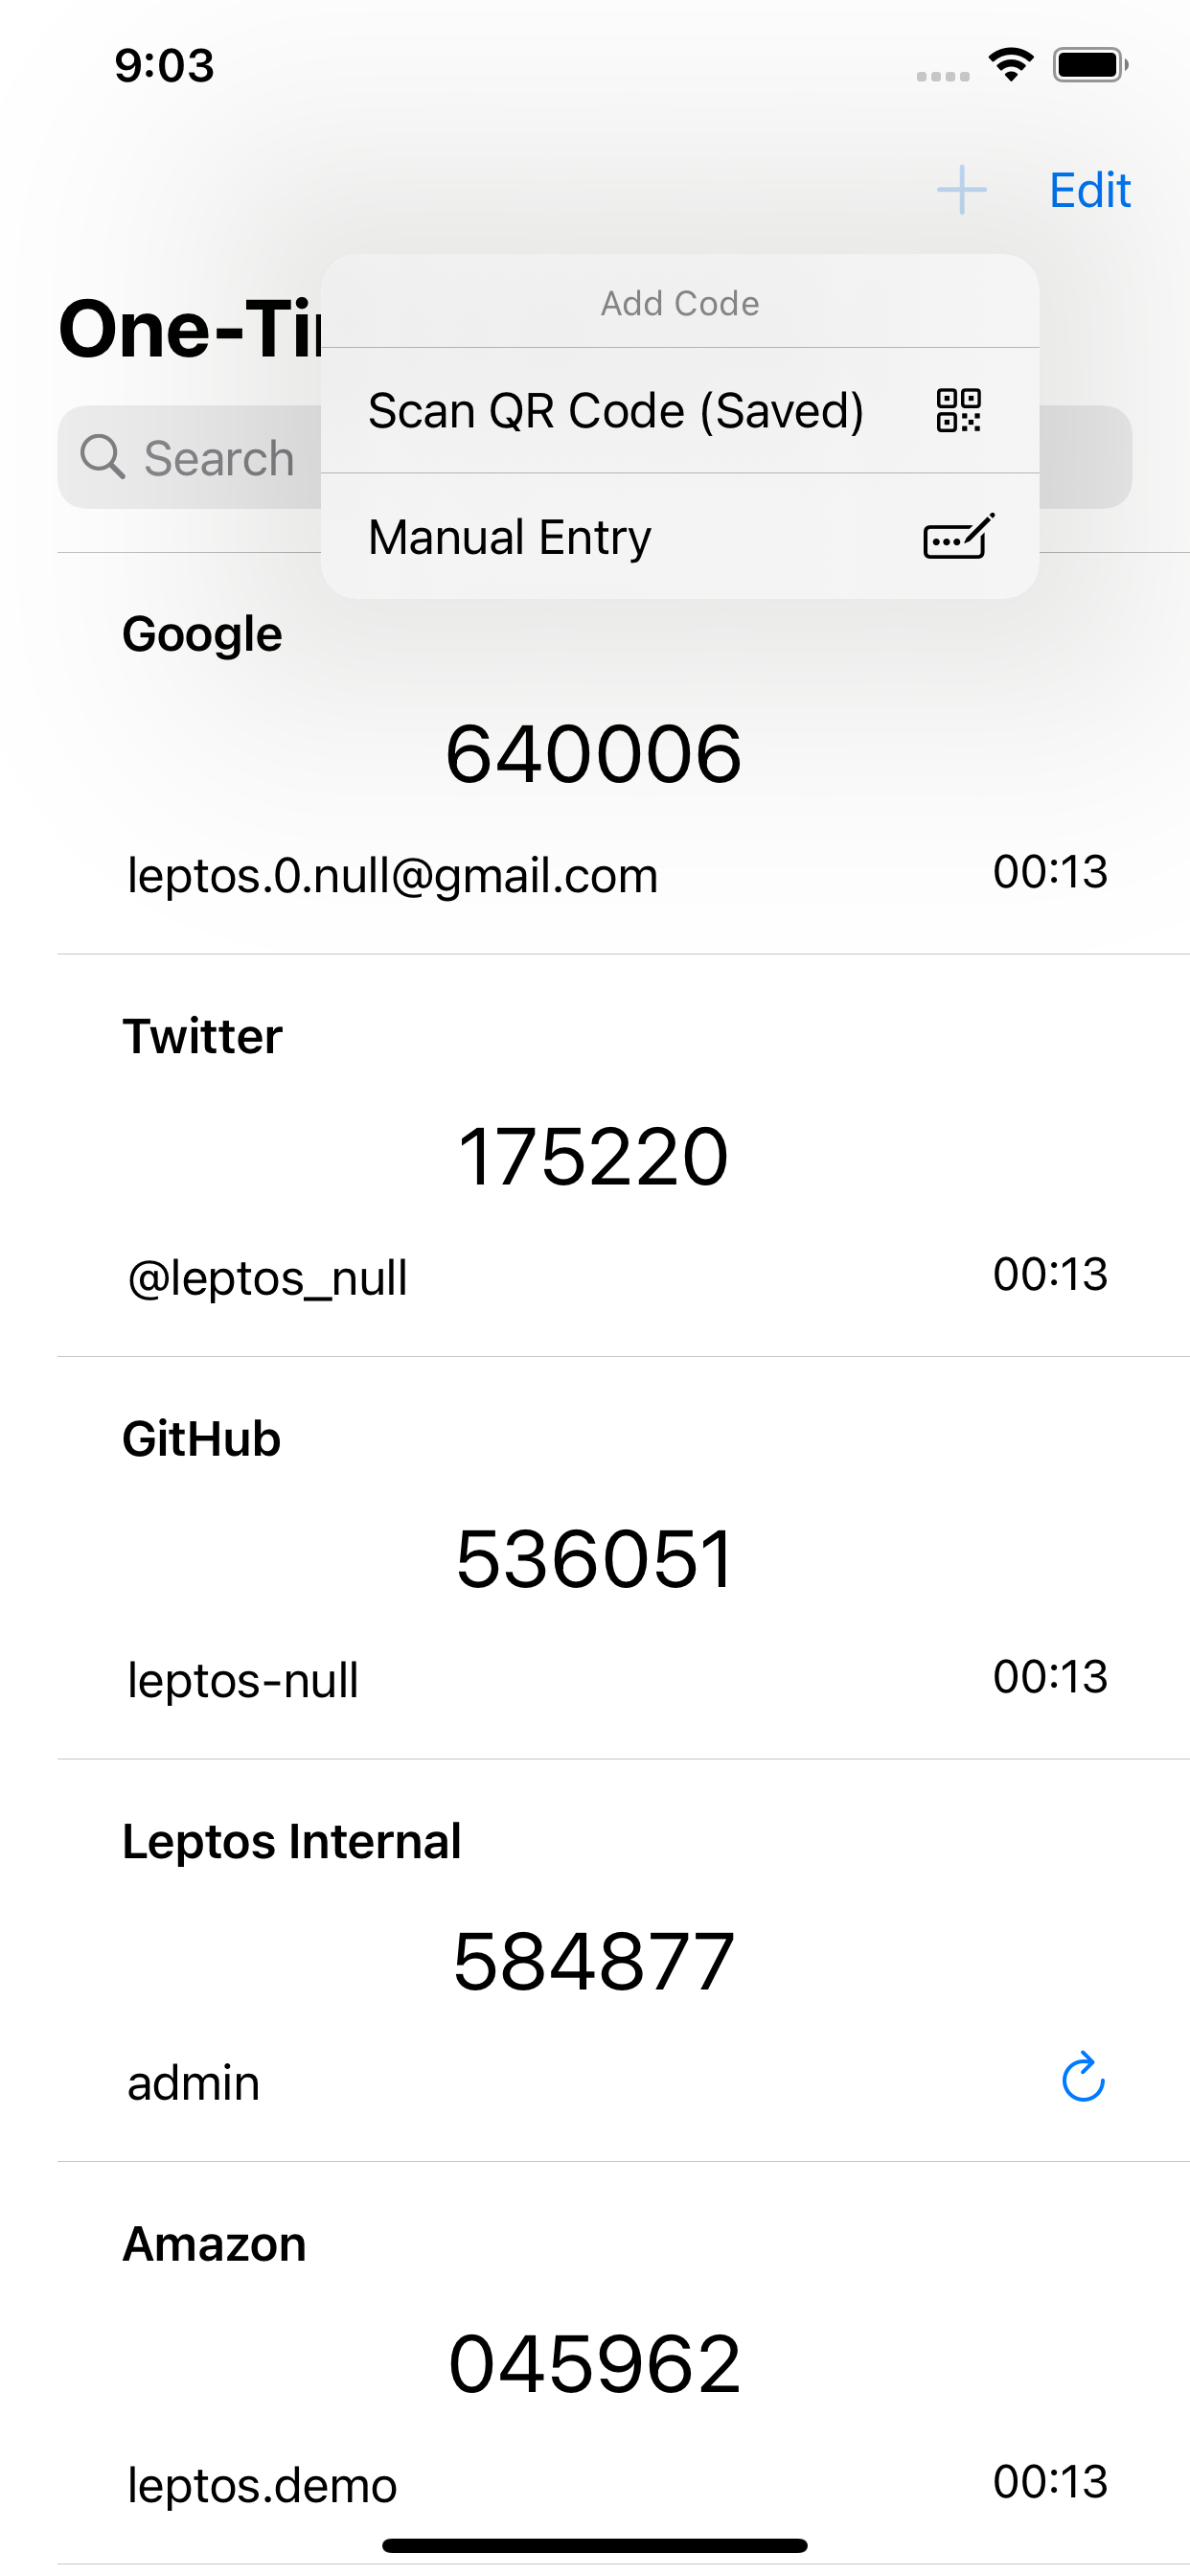 9:03
Edit
Add Code
One-Ti
Scan QR Code (Saved)
Search
Manual Entry
Google
640006
leptos.0.null@gmail.com 00:13
Twitter
175220
@leptos_null 00:13
GitHub
536051
leptos-null 00:13
Leptos Internal
584877
admin
Amazon
045962
leptos.demo 00:13